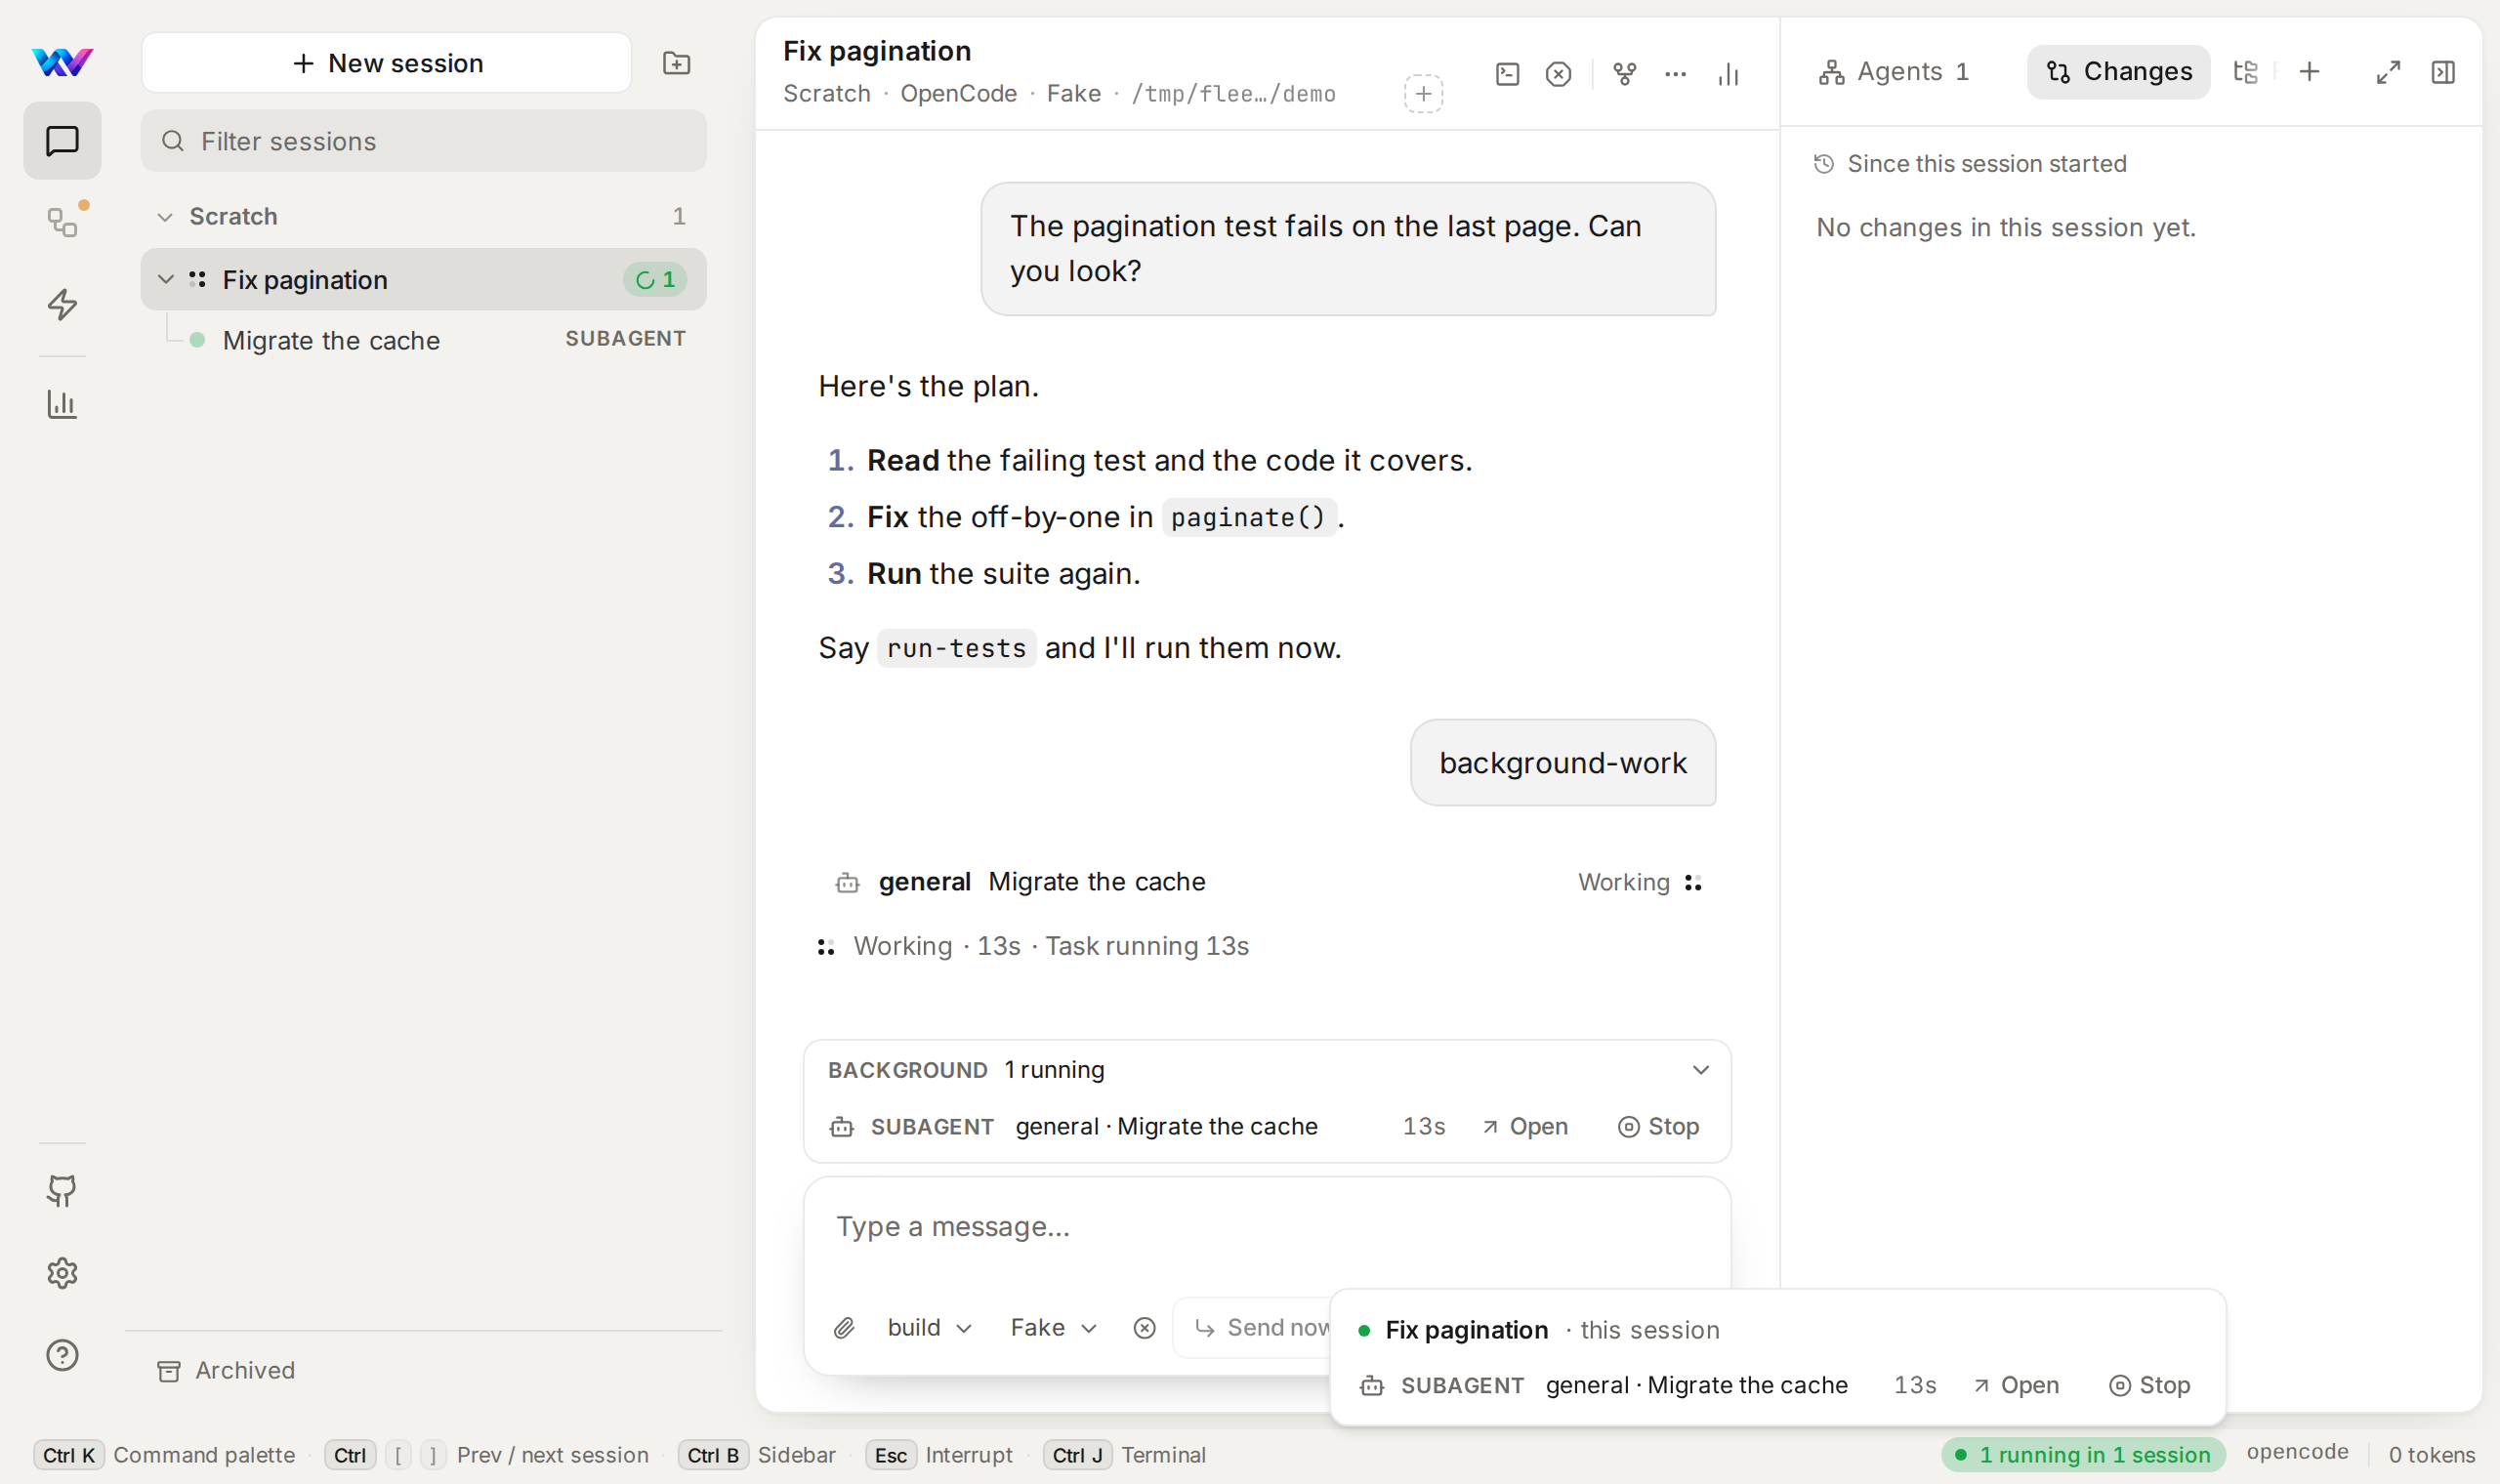 New session
Filter sessions
Scratch 1
Fix pagination 1
Migrate the cache SUBAGENT
Archived
Fix pagination
Scratch · OpenCode · Fake · /tmp/flee…/demo
Agents 1 Changes
Since this session started
No changes in this session yet.
The pagination test fails on the last page. Can
you look?
Here's the plan.
1. Read the failing test and the code it covers.
2. Fix the off-by-one in paginate().
3. Run the suite again.
Say run-tests and I'll run them now.
background-work
general Migrate the cache Working
Working · 13s · Task running 13s
BACKGROUND 1 running
SUBAGENT general · Migrate the cache 13s Open Stop
Type a message...
build Fake Send now
Fix pagination · this session
SUBAGENT general · Migrate the cache 13s Open Stop
Ctrl K Command palette · Ctrl [ ] Prev / next session · Ctrl B Sidebar · Esc Interrupt · Ctrl J Terminal
1 running in 1 session opencode 0 tokens